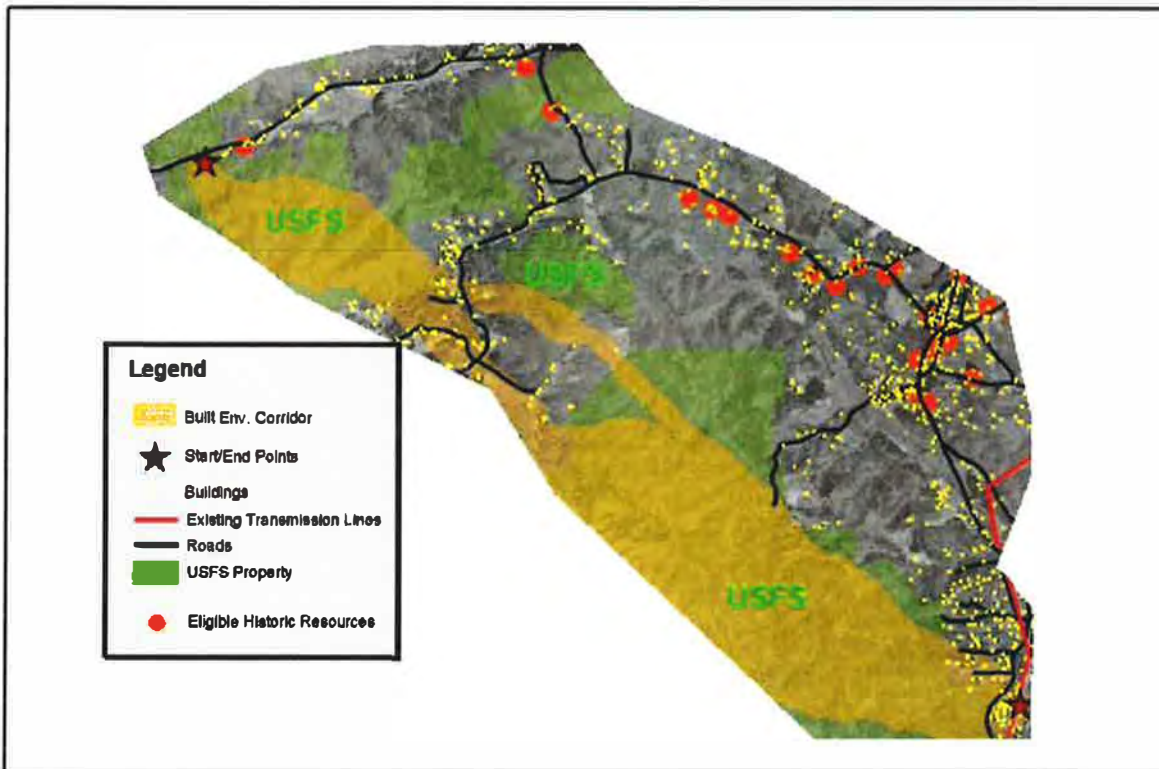 USFS
USFS
USFS
Legend
Built Env. Corridor
Start/End Points
Buildings
Existing Transmission Lines
Roads
USFS Property
Eligible Historic Resources